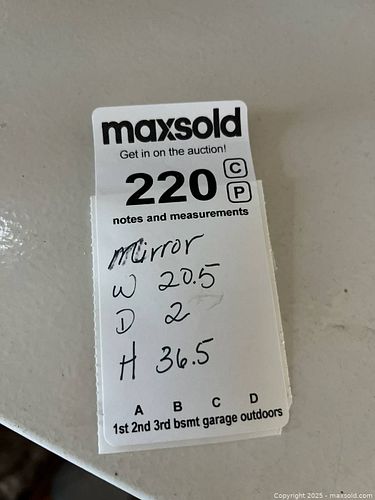 maxsold
Get in on the auction!
220 C
P
notes and measurements
Mirror
W 20.5
D 2
H 36.5
A B C D
1st 2nd 3rd bsmt garage outdoors
Copyright © 2025 - maxsold.com